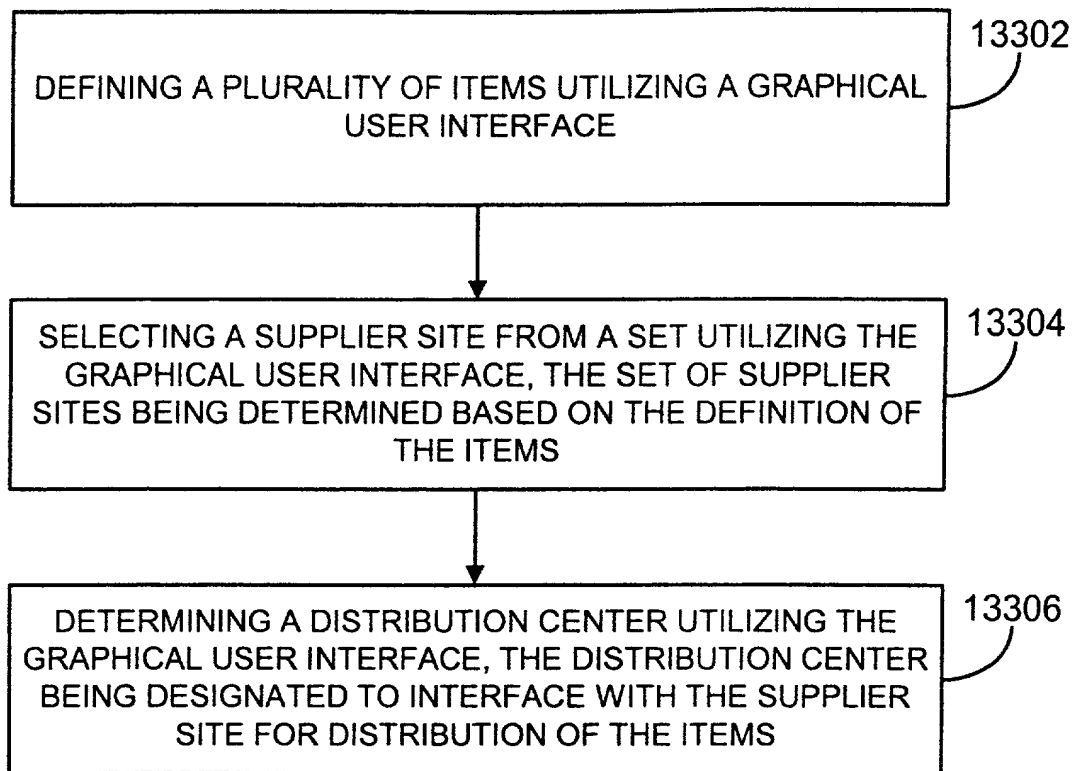 13302
DEFINING A PLURALITY OF ITEMS UTILIZING A GRAPHICAL
USER INTERFACE
13304
SELECTING A SUPPLIER SITE FROM A SET UTILIZING THE
GRAPHICAL USER INTERFACE, THE SET OF SUPPLIER
SITES BEING DETERMINED BASED ON THE DEFINITION OF
THE ITEMS
13306
DETERMINING A DISTRIBUTION CENTER UTILIZING THE
GRAPHICAL USER INTERFACE, THE DISTRIBUTION CENTER
BEING DESIGNATED TO INTERFACE WITH THE SUPPLIER
SITE FOR DISTRIBUTION OF THE ITEMS